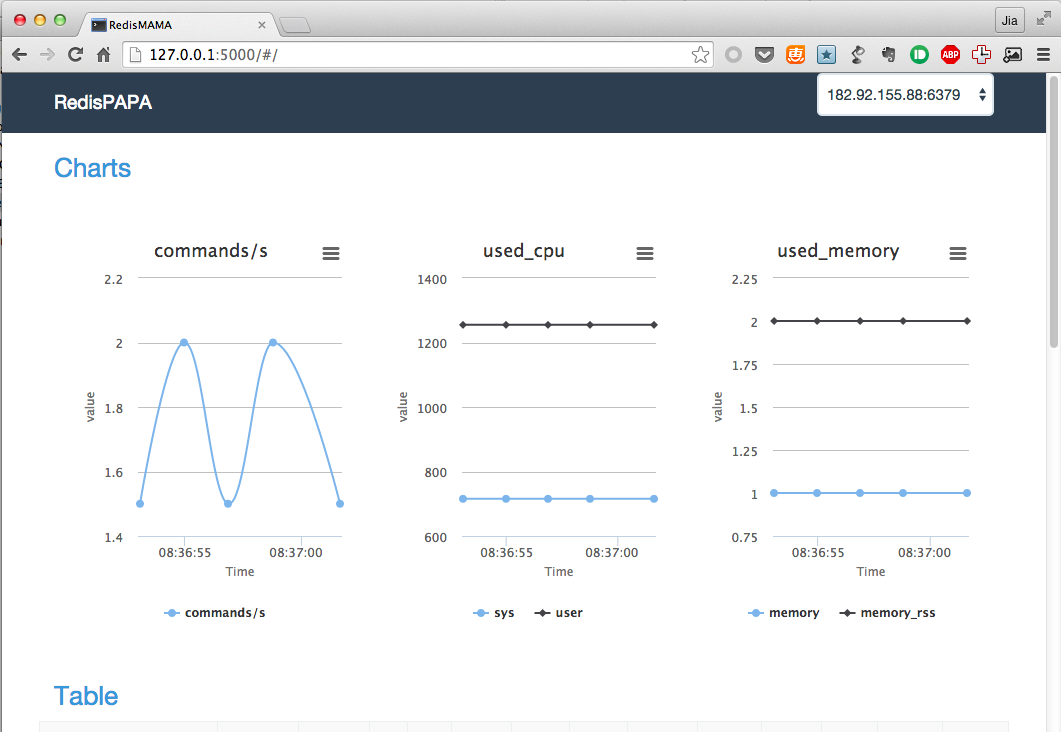 RedisMAMA
Jia
127.0.0.1:5000/#/
ABP
RedisPAPA
182.92.155.88:6379
Charts
commands/s
2.2
2
1.8
1.6
1.4
value
08:36:55 08:37:00
Time
commands/s
used_cpu
1400
1200
1000
800
600
value
08:36:55 08:37:00
Time
sys user
used_memory
2.25
2
1.75
1.5
1.25
1
0.75
value
08:36:55 08:37:00
Time
memory memory_rss
Table